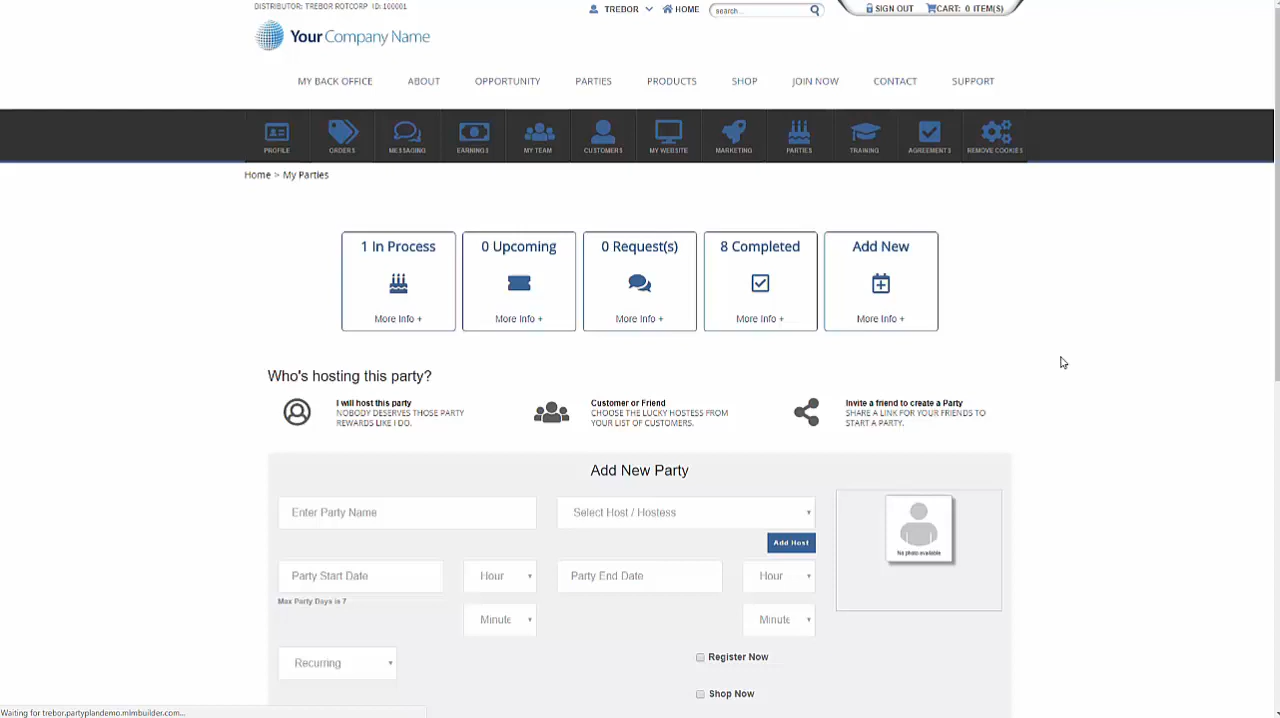 DISTRIBUTOR: TREBOR ROTCORP ID: 100001
TREBOR
HOME
search...
SIGN OUT
CART: 0 ITEM(S)
Your Company Name
MY BACK OFFICE
ABOUT
OPPORTUNITY
PARTIES
PRODUCTS
SHOP
JOIN NOW
CONTACT
SUPPORT
PROFILE
ORDERS
MESSAGING
EARNINGS
MY TEAM
CUSTOMERS
MY WEBSITE
MARKETING
PARTIES
TRAINING
AGREEMENTS
REMOVE COOKIES
Home > My Parties
1 In Process
More Info +
0 Upcoming
More Info +
0 Request(s)
More Info +
8 Completed
More Info +
Add New
More Info +
Who's hosting this party?
I will host this party
NOBODY DESERVES THOSE PARTY
REWARDS LIKE I DO.
Customer or Friend
CHOOSE THE LUCKY HOSTESS FROM
YOUR LIST OF CUSTOMERS.
Invite a friend to create a Party
SHARE A LINK FOR YOUR FRIENDS TO
START A PARTY.
Add New Party
Enter Party Name
Select Host / Hostess
Add Host
No photo available
Party Start Date
Hour
Party End Date
Hour
Max Party Days is 7
Minute
Minute
Recurring
Register Now
Shop Now
Waiting for trebor.partyplandemo.mlmbuilder.com...